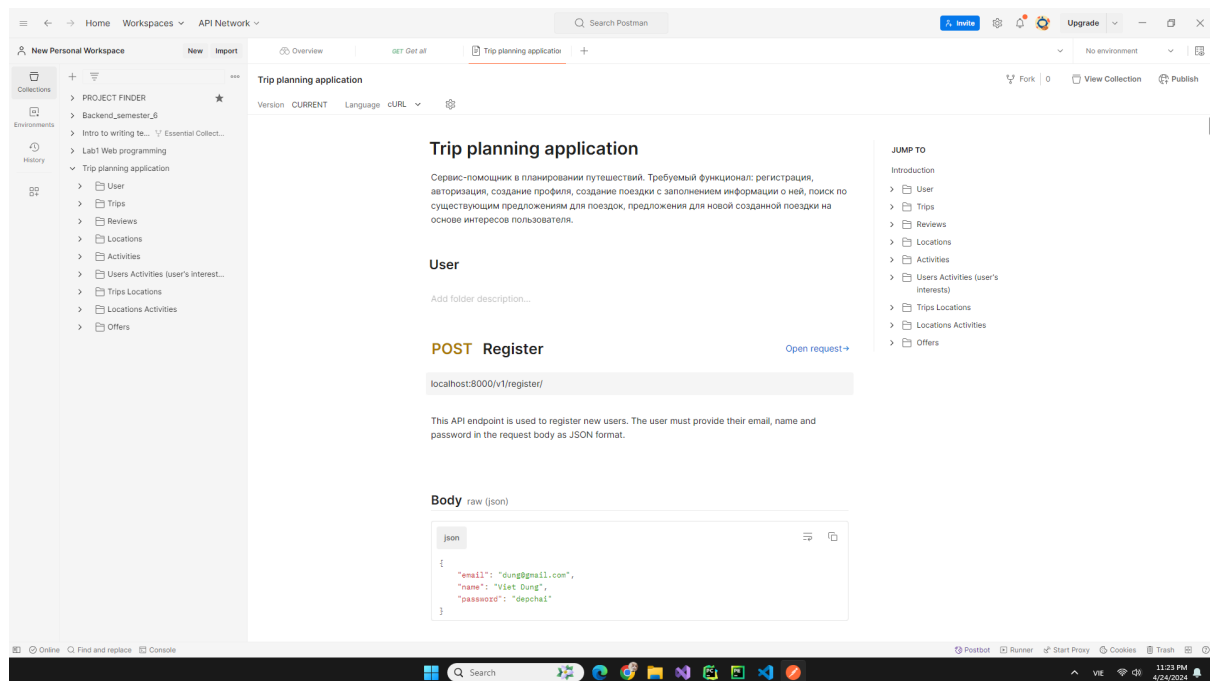 Home Workspaces API Network
Search Postman
Invite
Upgrade
New Personal Workspace
New Import
Overview
GET Get all
Trip planning applicatio
No environment
Collections
Environments
History
PROJECT FINDER
Backend_semester_6
Intro to writing te... Essential Collect...
Lab1 Web programming
Trip planning application
User
Trips
Reviews
Locations
Activities
Users Activities (user's interest...
Trips Locations
Locations Activities
Offers
Trip planning application
Fork 0
View Collection
Publish
Version CURRENT Language cURL
Trip planning application
Сервис-помощник в планировании путешествий. Требуемый функционал: регистрация,
авторизация, создание профиля, создание поездки с заполнением информации о ней, поиск по
существующим предложениям для поездок, предложения для новой созданной поездки на
основе интересов пользователя.
User
Add folder description...
POST Register
Open request→
localhost:8000/v1/register/
This API endpoint is used to register new users. The user must provide their email, name and
password in the request body as JSON format.
Body raw (json)
json
{
"email": "dung@gmail.com",
"name": "Viet Dung",
"password": "depchai"
}
JUMP TO
Introduction
User
Trips
Reviews
Locations
Activities
Users Activities (user's
interests)
Trips Locations
Locations Activities
Offers
Online Find and replace Console
Postbot Runner Start Proxy Cookies Trash
Search
VIE
11:23 PM
4/24/2024